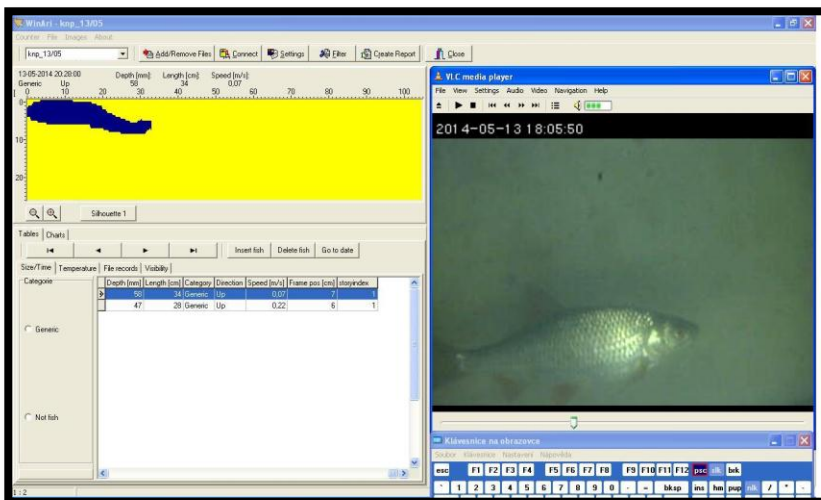 WinAri - knp_13/05
Counter File Images About
knp_13/05 Add/Remove Files Connect Settings Filter Create Report Close
13-05-2014 20:28:00 Depth [mm]: Length [cm]: Speed [m/s]:
Generic Up 58 34 0,07
0 10 20 30 40 50 60 70 80 90 100
0
10
20
Silhouette 1
Tables Charts
Insert fish Delete fish Go to date
Size/Time Temperature File records Visibility
Categorie
Generic
Not fish
Depth [mm] Length [cm] Category Direction Speed [m/s] Frame pos [cm] storyindex
58 34 Generic Up 0,07 7 1
47 28 Generic Up 0.22 6 1
1 : 2
VLC media player
File View Settings Audio Video Navigation Help
2014-05-13 18:05:50
Klávesnice na obrazovce
Soubor Klávesnice Nastavení Nápověda
esc F1 F2 F3 F4 F5 F6 F7 F8 F9 F10 F11 F12 psc slk brk
` 1 2 3 4 5 6 7 8 9 0 - = bksp ins hm pup nlk / * -